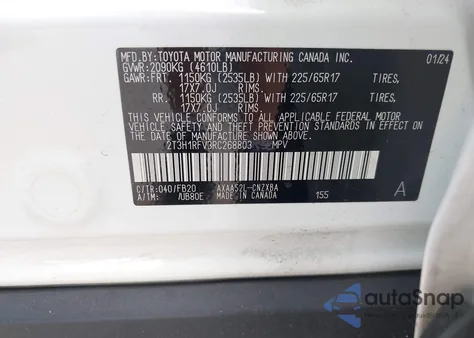 MFD.BY:TOYOTA MOTOR MANUFACTURING CANADA INC. 01/24
GVWR:2090KG (4610LB)
GAWR:FRT. 1150KG (2535LB) WITH 225/65R17 TIRES,
17X7.0J RIMS.
RR. 1150KG (2535LB) WITH 225/65R17 TIRES,
17X7.0J RIMS.
THIS VEHICLE CONFORMS TO ALL APPLICABLE FEDERAL MOTOR
VEHICLE SAFETY AND THEFT PREVENTION STANDARDS IN EFFECT
ON THE DATE OF MANUFACTURE SHOWN ABOVE.
2T3H1RFV3RC268803 MPV
C/TR:040/FB20 AXAA52L-CNZXBA
A/TM: /UB80E MADE IN CANADA 155 A
autoSnap
www.autosnap.com